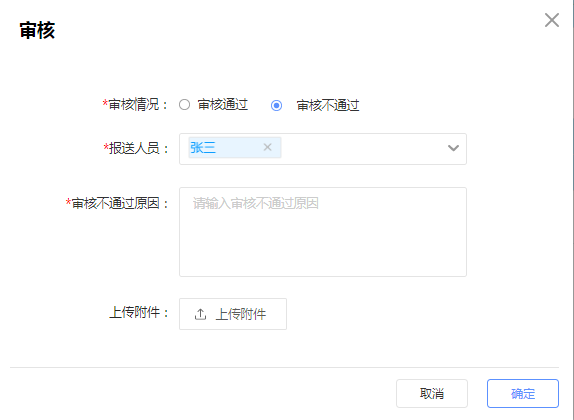 审核
*审核情况： 审核通过 审核不通过
*报送人员： 张三
*审核不通过原因： 请输入审核不通过原因
上传附件： 上传附件
取消 确定